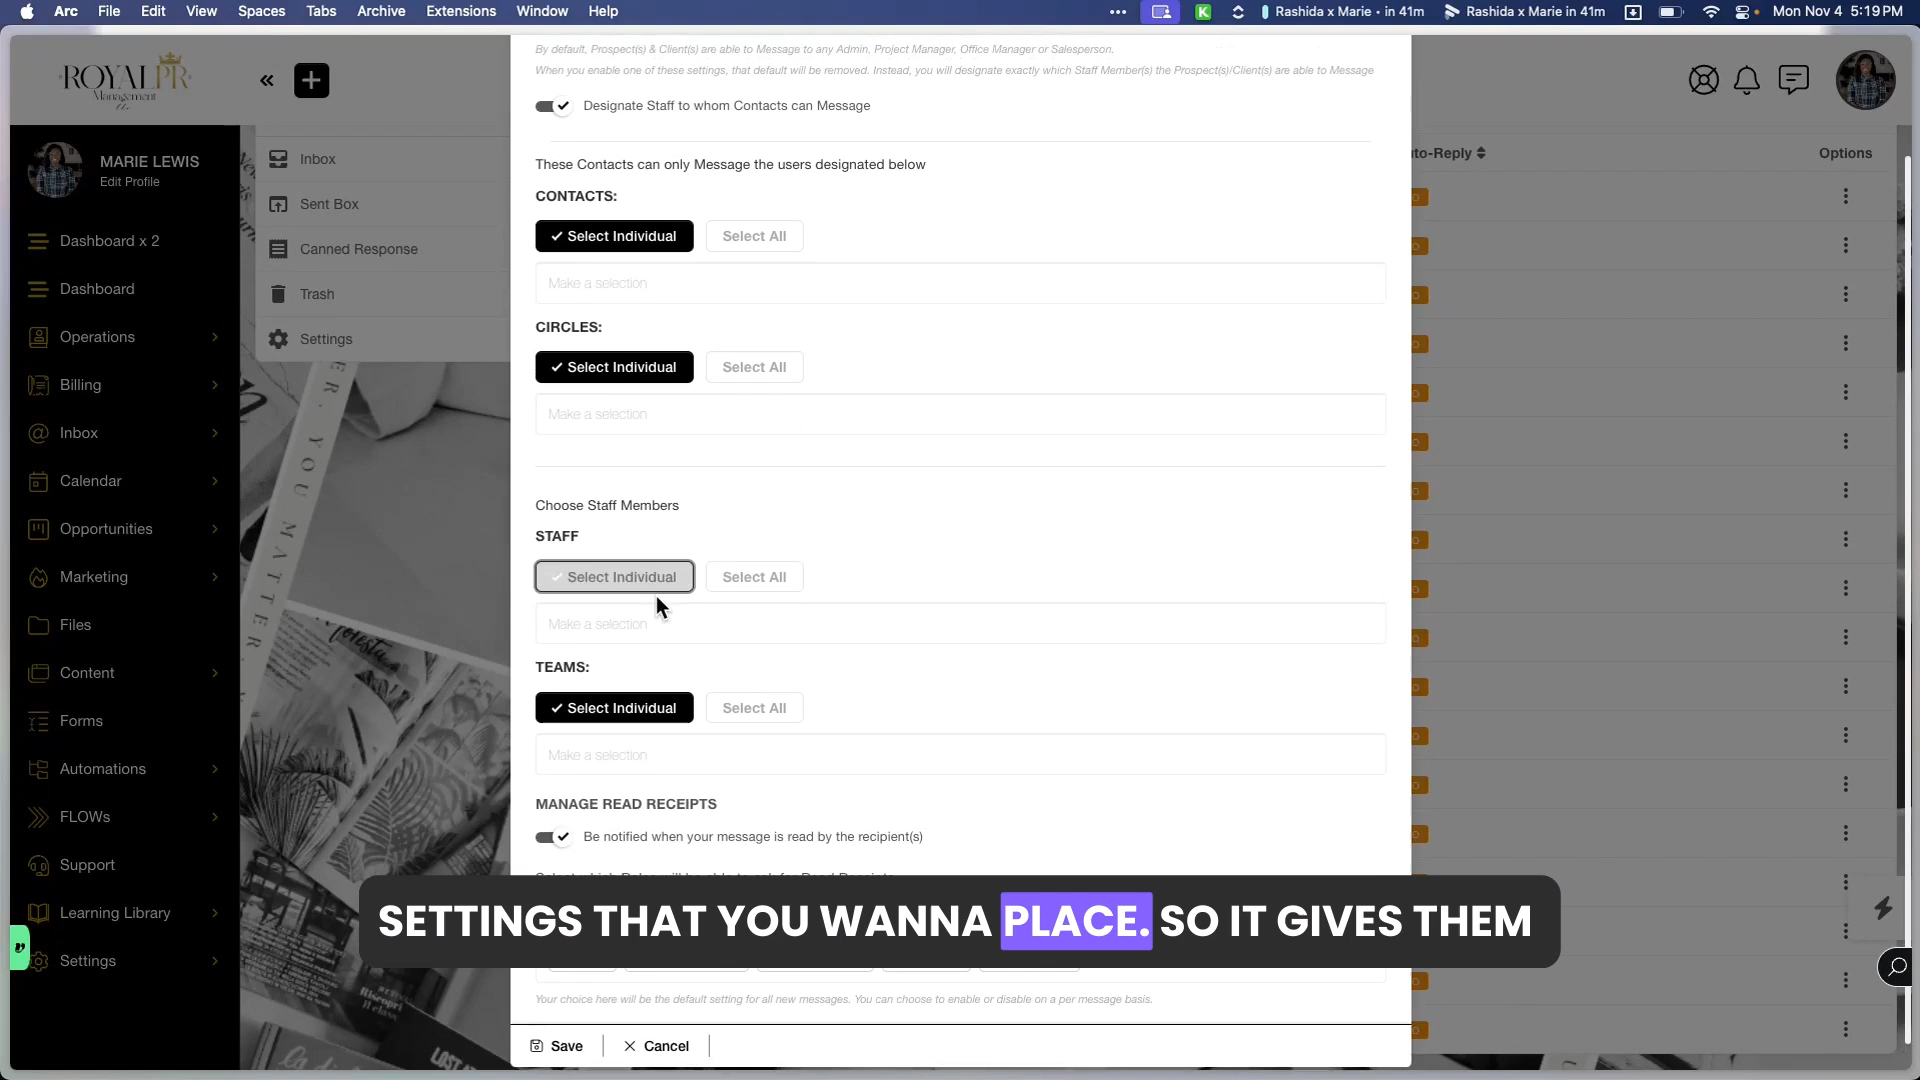 Arc File Edit View Spaces Tabs Archive Extensions Window Help
Rashida x Marie • in 41m Rashida x Marie in 41m Mon Nov 4 5:19 PM
ROYAL PR
Management
llc
MARIE LEWIS
Edit Profile
Dashboard x 2
Dashboard
Operations
Billing
Inbox
Calendar
Opportunities
Marketing
Files
Content
Forms
Automations
FLOWs
Support
Learning Library
Settings
Inbox
Sent Box
Canned Response
Trash
Settings
By default, Prospect(s) & Client(s) are able to Message to any Admin, Project Manager, Office Manager or Salesperson.
When you enable one of these settings, that default will be removed. Instead, you will designate exactly which Staff Member(s) the Prospect(s)/Client(s) are able to Message
Designate Staff to whom Contacts can Message
These Contacts can only Message the users designated below
CONTACTS:
Select Individual Select All
Make a selection
CIRCLES:
Select Individual Select All
Make a selection
Choose Staff Members
STAFF
Select Individual Select All
Make a selection
TEAMS:
Select Individual Select All
Make a selection
MANAGE READ RECEIPTS
Be notified when your message is read by the recipient(s)
SETTINGS THAT YOU WANNA PLACE. SO IT GIVES THEM
Your choice here will be the default setting for all new messages. You can choose to enable or disable on a per message basis.
Save Cancel
to-Reply Options